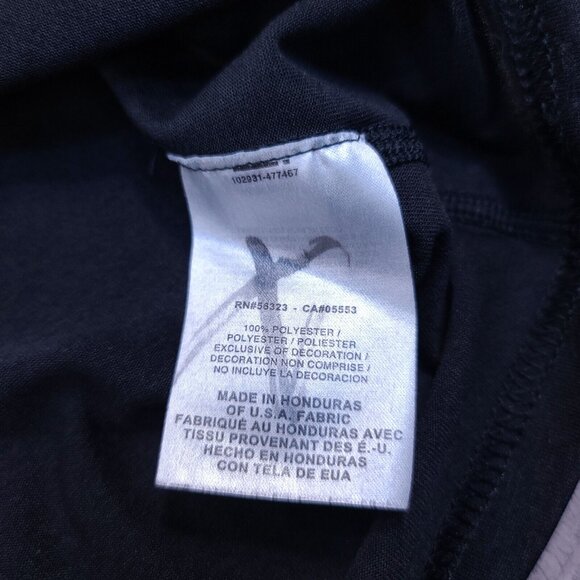 102931-477467
RN#56323 - CA#05553
100% POLYESTER /
POLYESTER / POLIESTER
EXCLUSIVE OF DECORATION /
DECORATION NON COMPRISE /
NO INCLUYE LA DECORACION
MADE IN HONDURAS
OF U.S.A. FABRIC
FABRIQUÉ AU HONDURAS AVEC
TISSU PROVENANT DES É.-U.
HECHO EN HONDURAS
CON TELA DE EUA